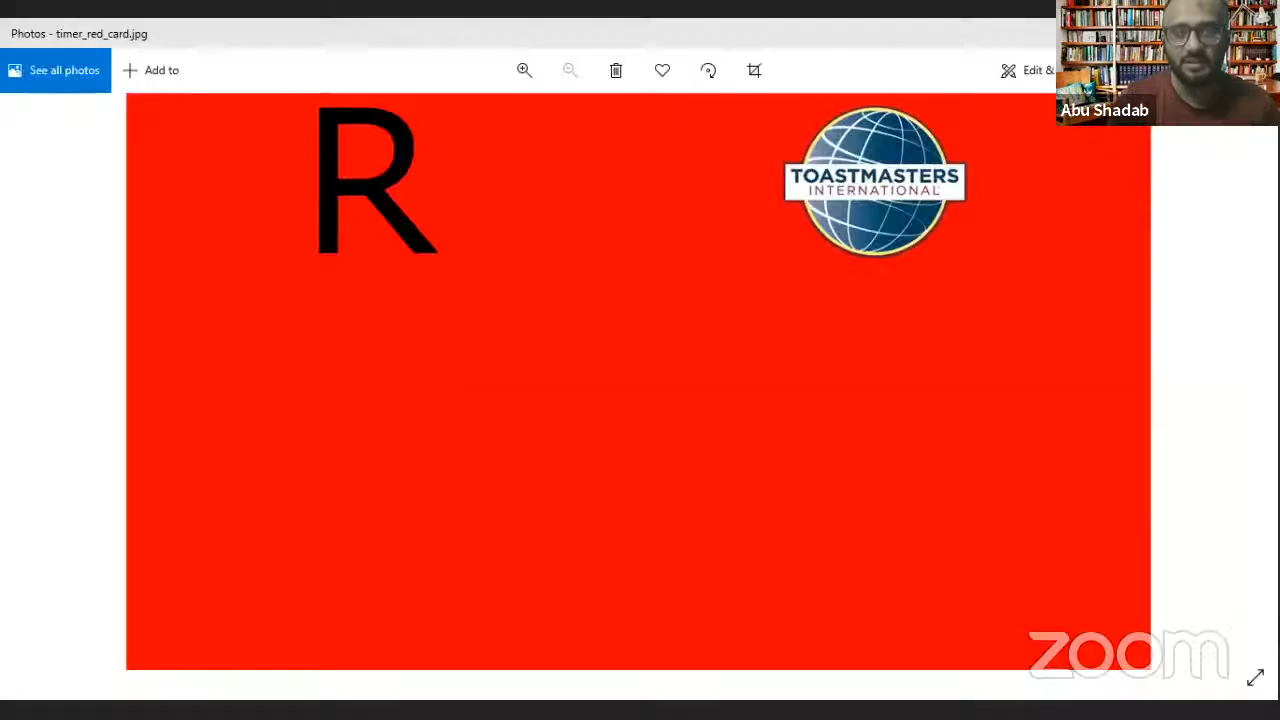 Photos - timer_red_card.jpg
See all photos
Add to
Edit &
Abu Shadab
R
TOASTMASTERS
INTERNATIONAL
zoom